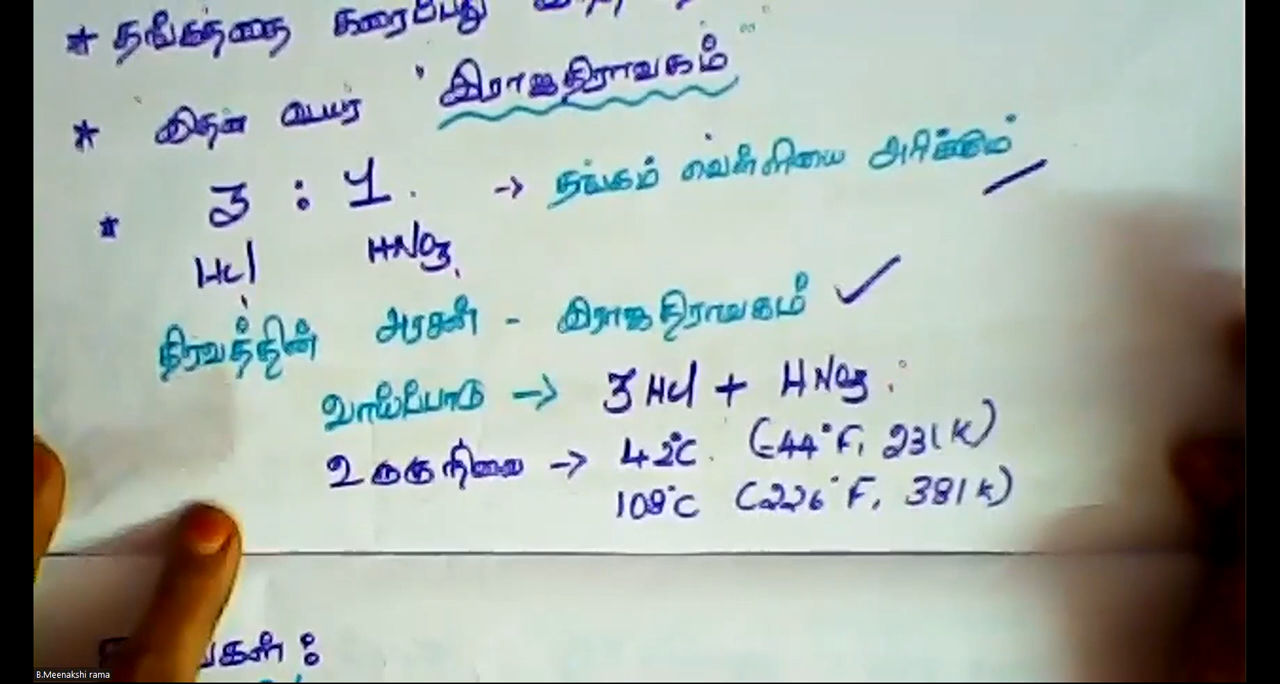 * தங்கத்தை கரைப்பது
* இதன் பெயர் 'இராஜதிராவகம்"
* 3 : 1. → தங்கம் வெள்ளியை அரிக்கும்
HCl HNO3
திரவத்தின் அரசன் - இராஜதிராவகம் ✓
வாய்ப்போடு → 3HCl + HNO3.
உருகுநிலை → 42°C. (-44°F, 231K)
108°C (226°F, 381K)
B.Meenakshi rama